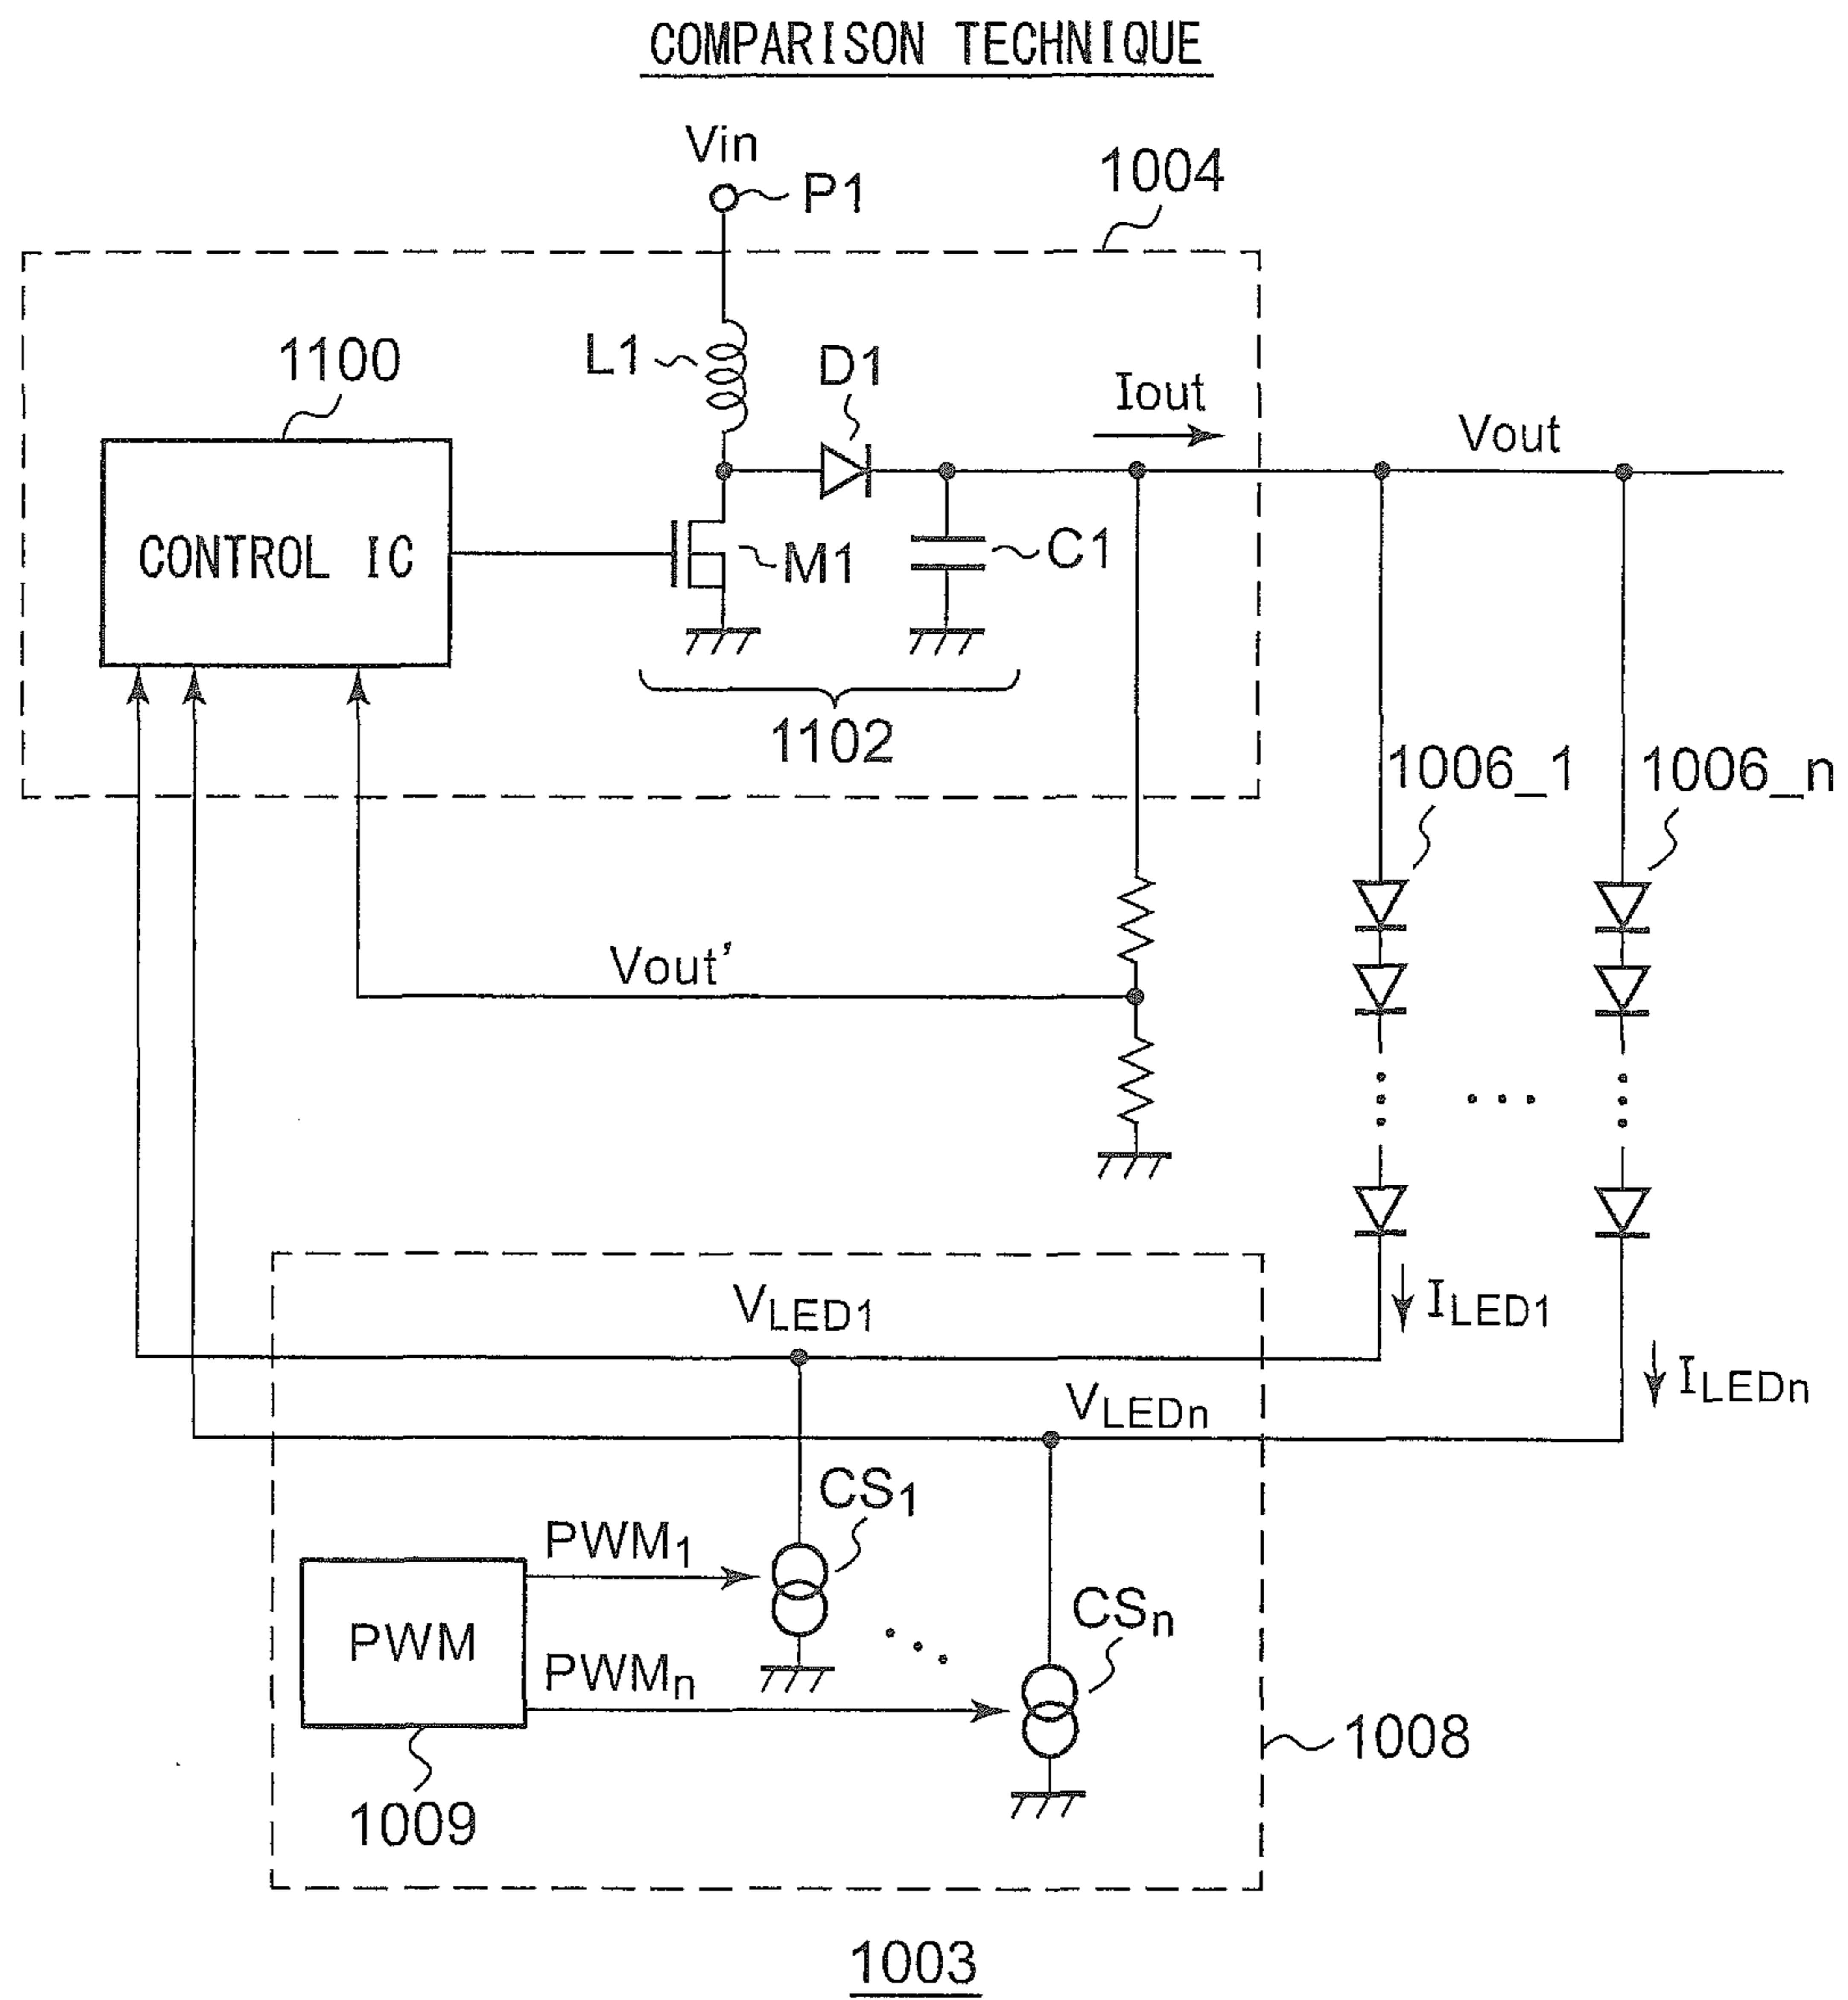 COMPARISON TECHNIQUE
Vin
P1
1004
1100
L1
D1
Iout
Vout
CONTROL IC
M1
C1
1102
1006_1
1006_n
Vout'
VLED1
ILED1
VLEDn
ILEDn
CS1
PWM1
CSn
PWM
PWMn
1008
1009
1003